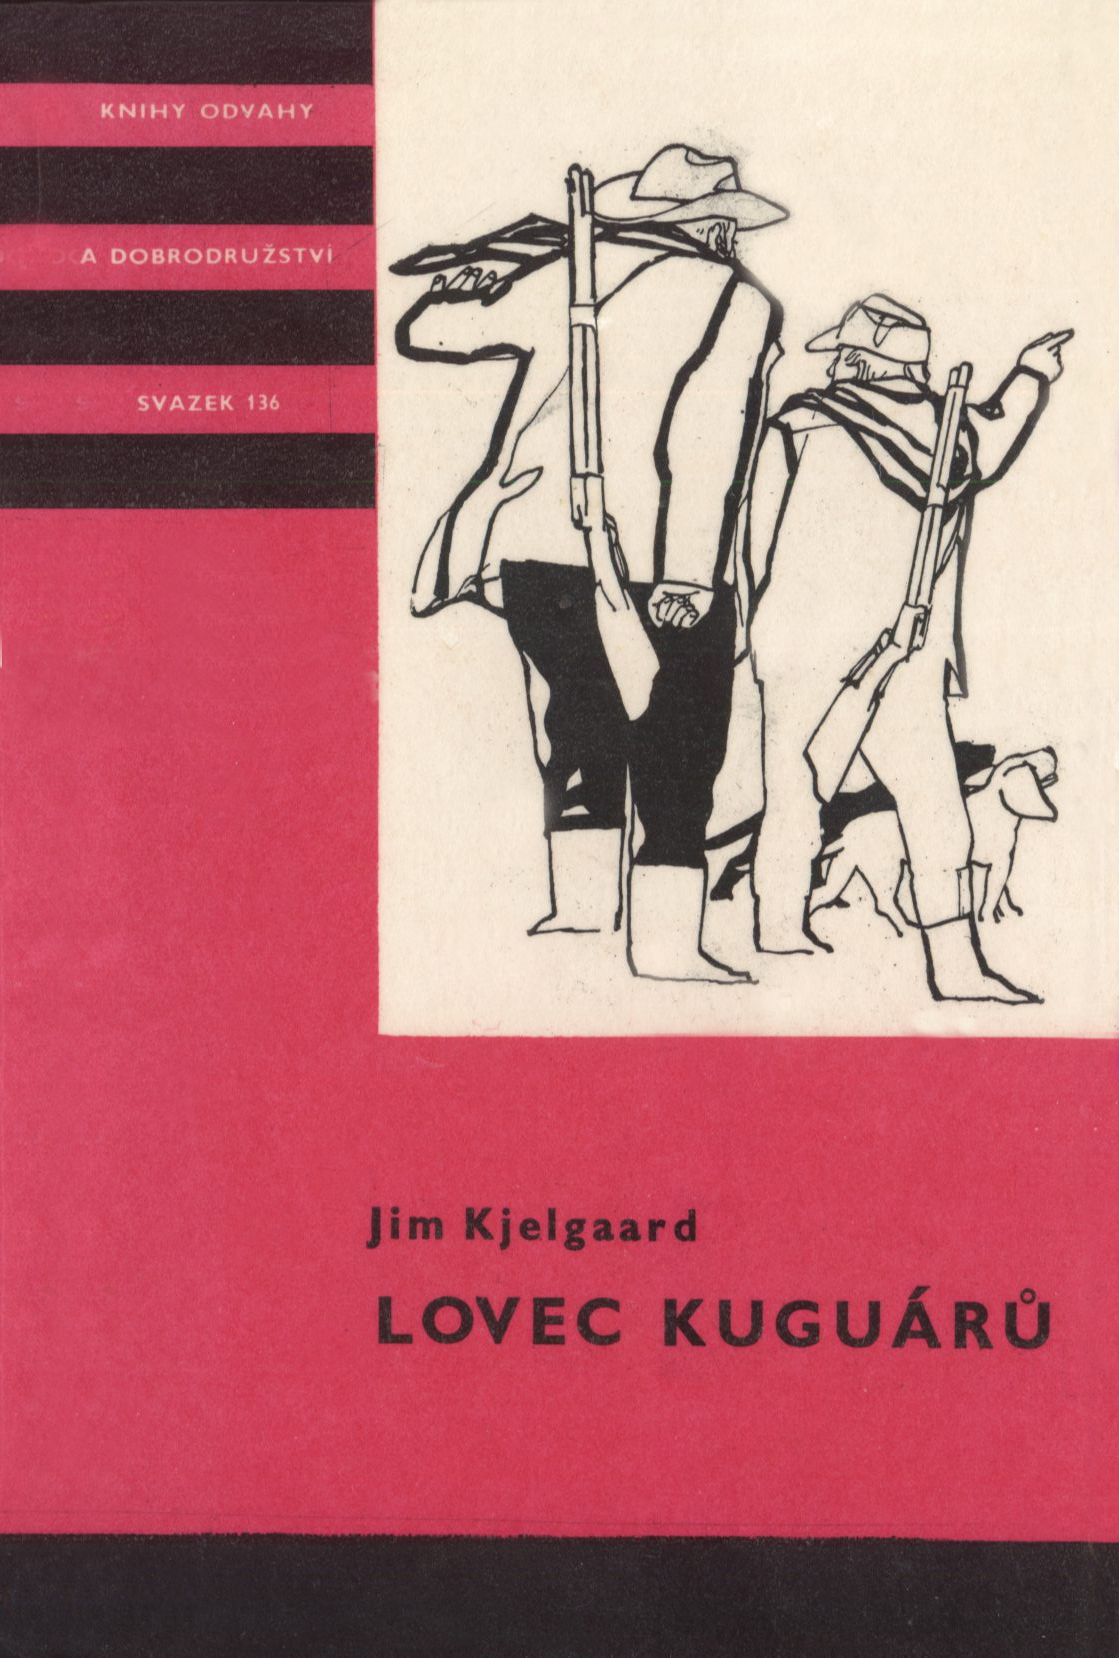 KNIHY ODVAHY
A DOBRODRUŽSTVÍ
SVAZEK 136
Jim Kjelgaard
LOVEC KUGUÁRŮ